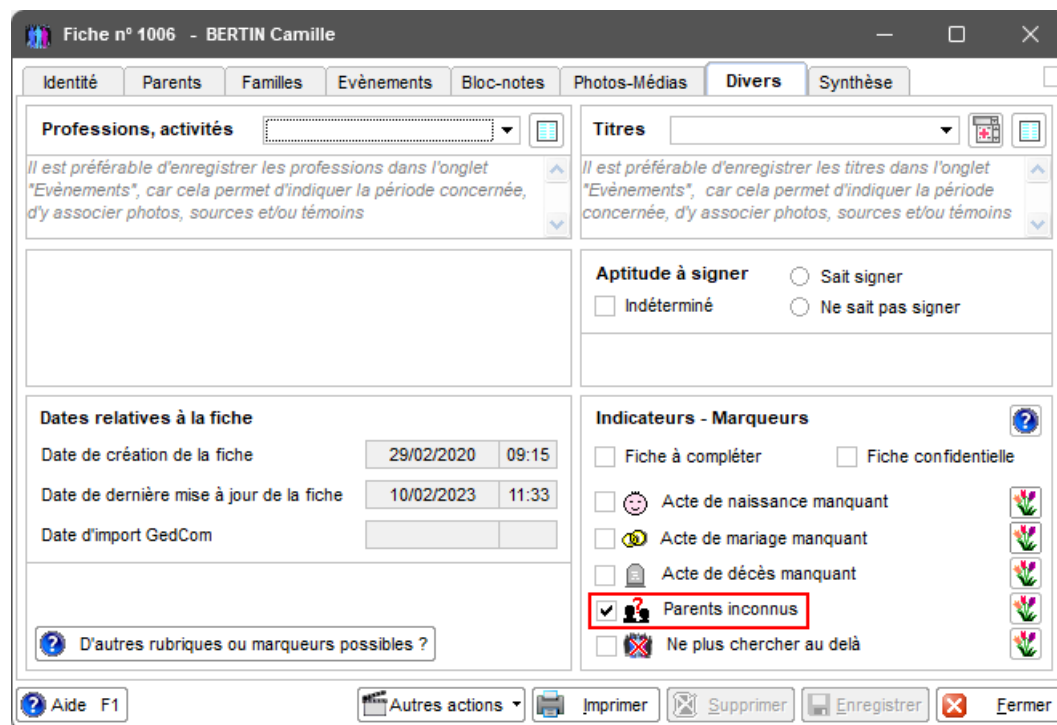 Fiche nº 1006 - BERTIN Camille
Identité Parents Familles Evènements Bloc-notes Photos-Médias Divers Synthèse
Professions, activités
Il est préférable d'enregistrer les professions dans l'onglet
"Evènements", car cela permet d'indiquer la période concernée,
d'y associer photos, sources et/ou témoins
Titres
Il est préférable d'enregistrer les titres dans l'onglet
"Evènements", car cela permet d'indiquer la période
concernée, d'y associer photos, sources et/ou témoins
Aptitude à signer Sait signer
Indéterminé Ne sait pas signer
Dates relatives à la fiche
Date de création de la fiche 29/02/2020 09:15
Date de dernière mise à jour de la fiche 10/02/2023 11:33
Date d'import GedCom
D'autres rubriques ou marqueurs possibles ?
Indicateurs - Marqueurs
Fiche à compléter Fiche confidentielle
Acte de naissance manquant
Acte de mariage manquant
Acte de décès manquant
Parents inconnus
Ne plus chercher au delà
Aide F1 Autres actions Imprimer Supprimer Enregistrer Fermer